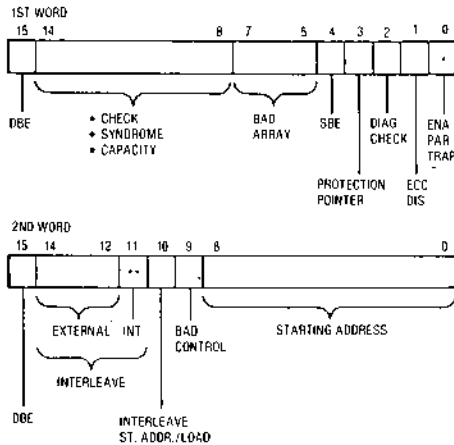 1ST WORD
15 14 8 7 5 4 3 2 1 0
DBE
* CHECK
* SYNDROME
* CAPACITY
BAD
ARRAY
SBE
DIAG
CHECK
ENA
PAR
TRAP
PROTECTION
POINTER
ECC
DIS
2ND WORD
15 14 12 11 10 9 8 0
**
EXTERNAL INT
BAD
CONTROL
STARTING ADDRESS
INTERLEAVE
DBE
INTERLEAVE
ST. ADDR./LOAD